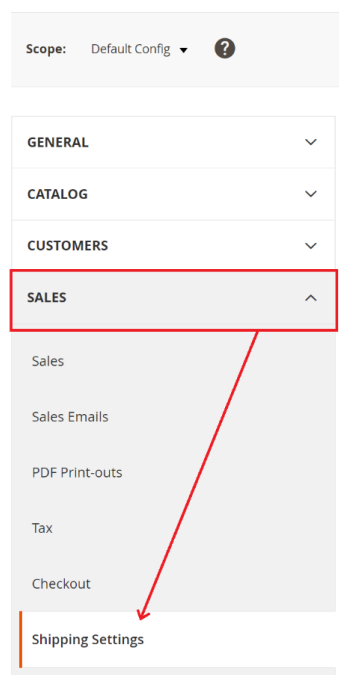 Scope: Default Config ?
GENERAL
CATALOG
CUSTOMERS
SALES
Sales
Sales Emails
PDF Print-outs
Tax
Checkout
Shipping Settings